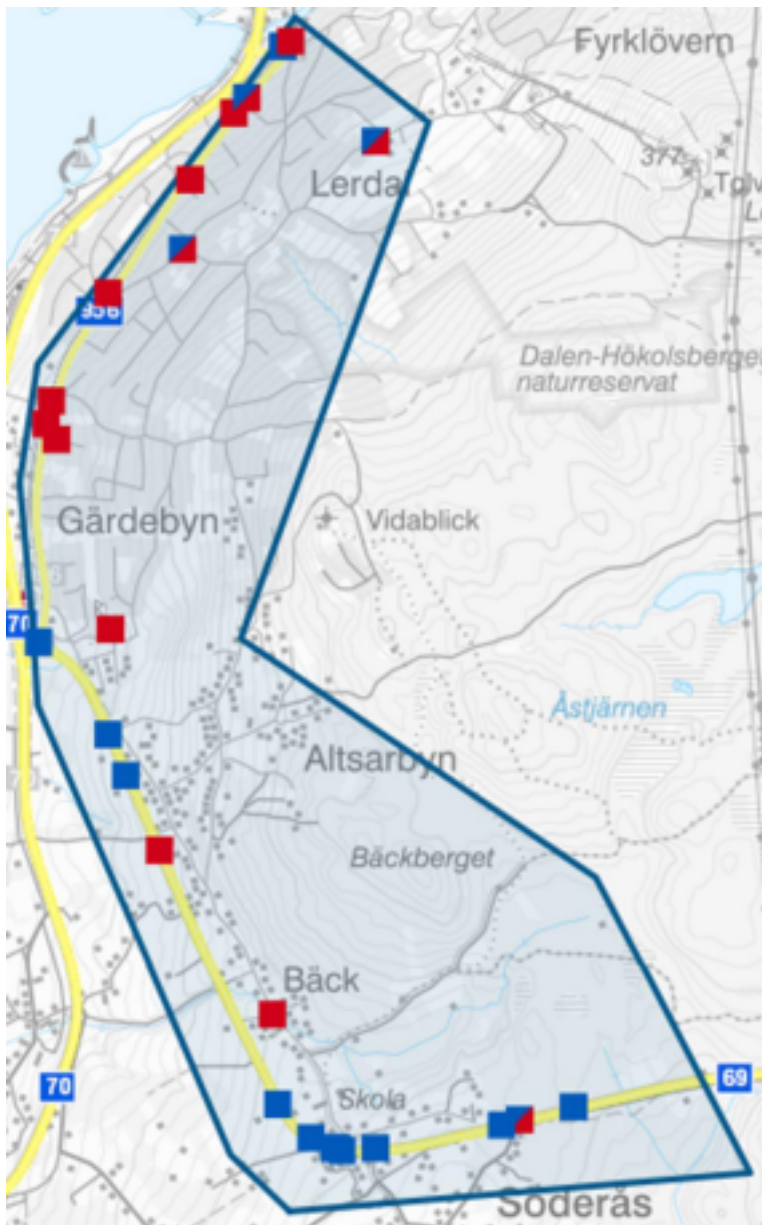 Fyrklövern
377
Lerdal
956
Dalen-Hökolsberget
naturreservat
Gärdebyn
Vidablick
70
Åstjärnen
Altsarbyn
Bäckberget
Bäck
70
69
Skola
Söderås